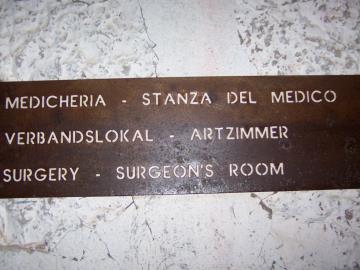 MEDICHERIA - STANZA DEL MEDICO
VERBANDSLOKAL - ARTZIMMER
SURGERY - SURGEON'S ROOM